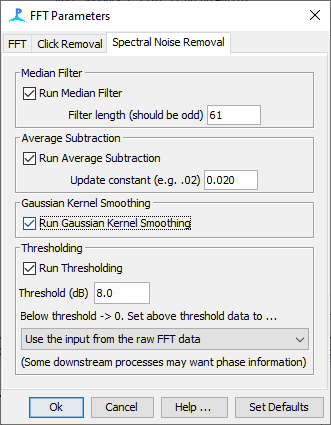 FFT Parameters
FFT Click Removal Spectral Noise Removal
Median Filter
Run Median Filter
Filter length (should be odd) 61
Average Subtraction
Run Average Subtraction
Update constant (e.g. .02) 0.020
Gaussian Kernel Smoothing
Run Gaussian Kernel Smoothing
Thresholding
Run Thresholding
Threshold (dB) 8.0
Below threshold -> 0. Set above threshold data to ...
Use the input from the raw FFT data
(Some downstream processes may want phase information)
Ok Cancel Help ... Set Defaults